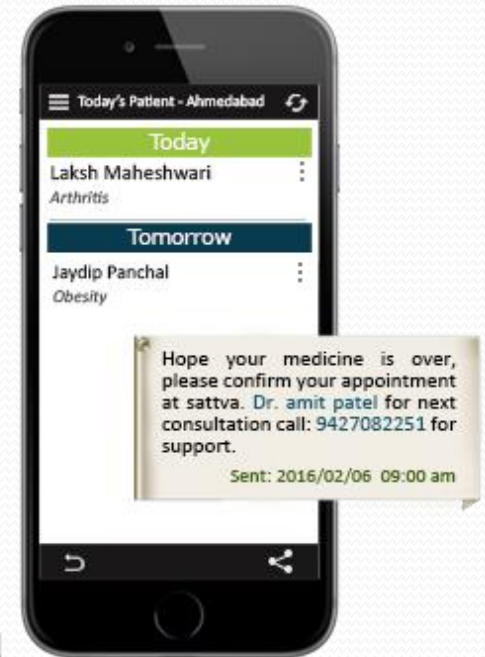 Today's Patient - Ahmedabad
Today
Laksh Maheshwari
Arthritis
Tomorrow
Jaydip Panchal
Obesity
Hope your medicine is over,
please confirm your appointment
at sattva. Dr. amit patel for next
consultation call: 9427082251 for
support.
Sent: 2016/02/06 09:00 am